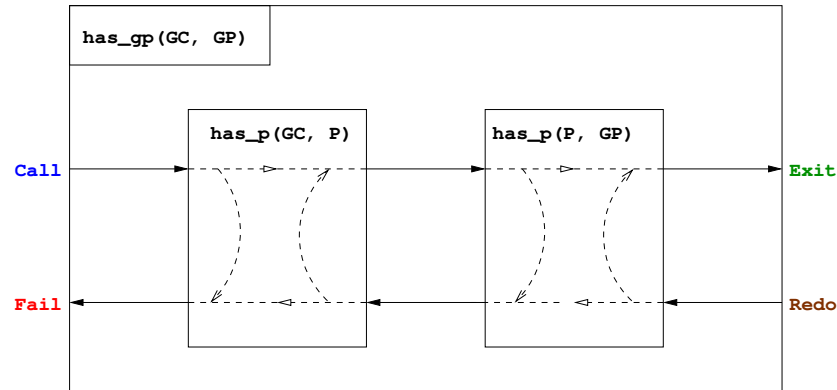 has_gp(GC, GP)
has_p(GC, P)
has_p(P, GP)
Call
Exit
Fail
Redo